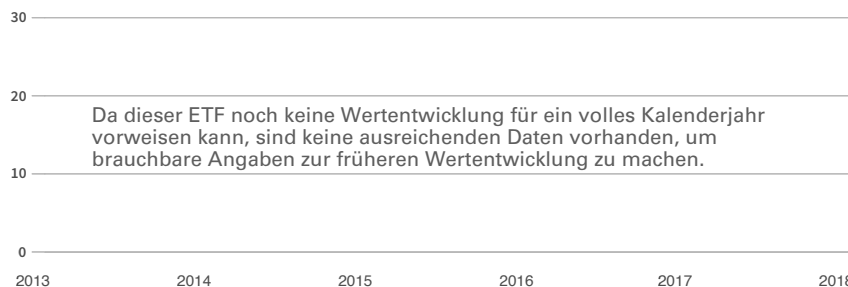 30
20
Da dieser ETF noch keine Wertentwicklung für ein volles Kalenderjahr
vorweisen kann, sind keine ausreichenden Daten vorhanden, um
brauchbare Angaben zur früheren Wertentwicklung zu machen.
10
0
2013 2014 2015 2016 2017 2018